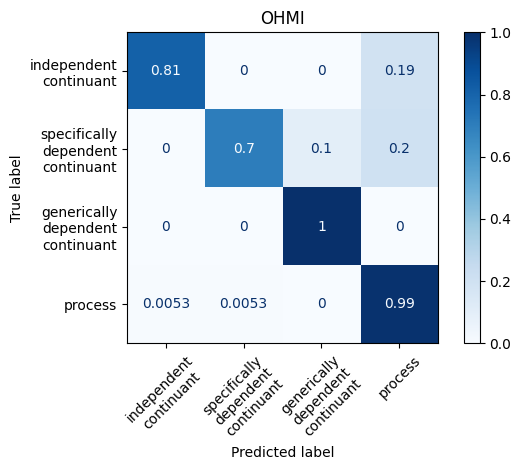 OHMI
independent
continuant
0.81
0
0
0.19
specifically
dependent
continuant
0
0.7
0.1
0.2
generically
dependent
continuant
0
0
1
0
process
0.0053
0.0053
0
0.99
True label
independent
continuant
specifically
dependent
continuant
generically
dependent
continuant
process
Predicted label
1.0
0.8
0.6
0.4
0.2
0.0